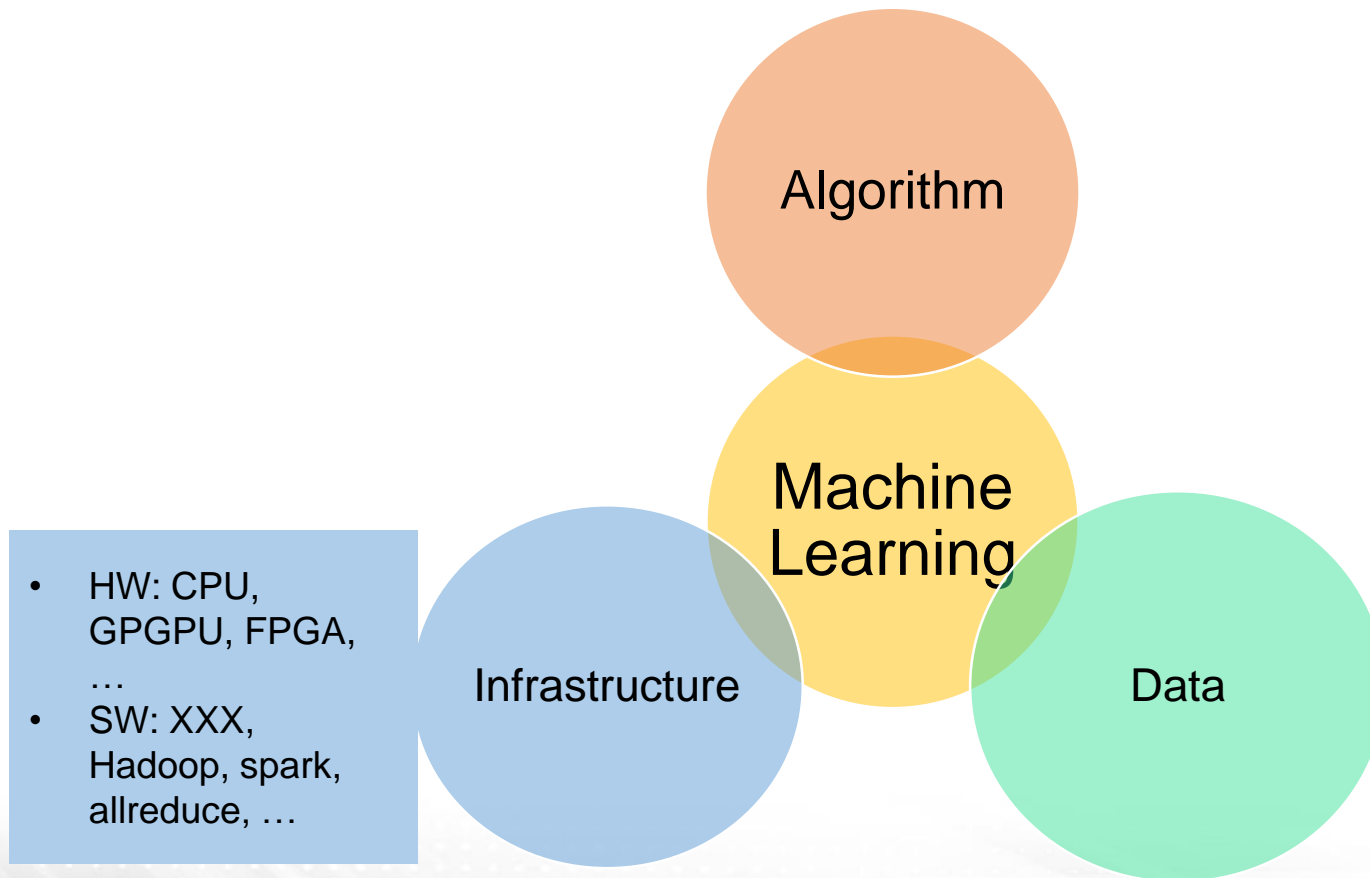 Algorithm
Machine
Learning
• HW: CPU,
GPGPU, FPGA,
…
• SW: XXX,
Hadoop, spark,
allreduce, …
Infrastructure
Data